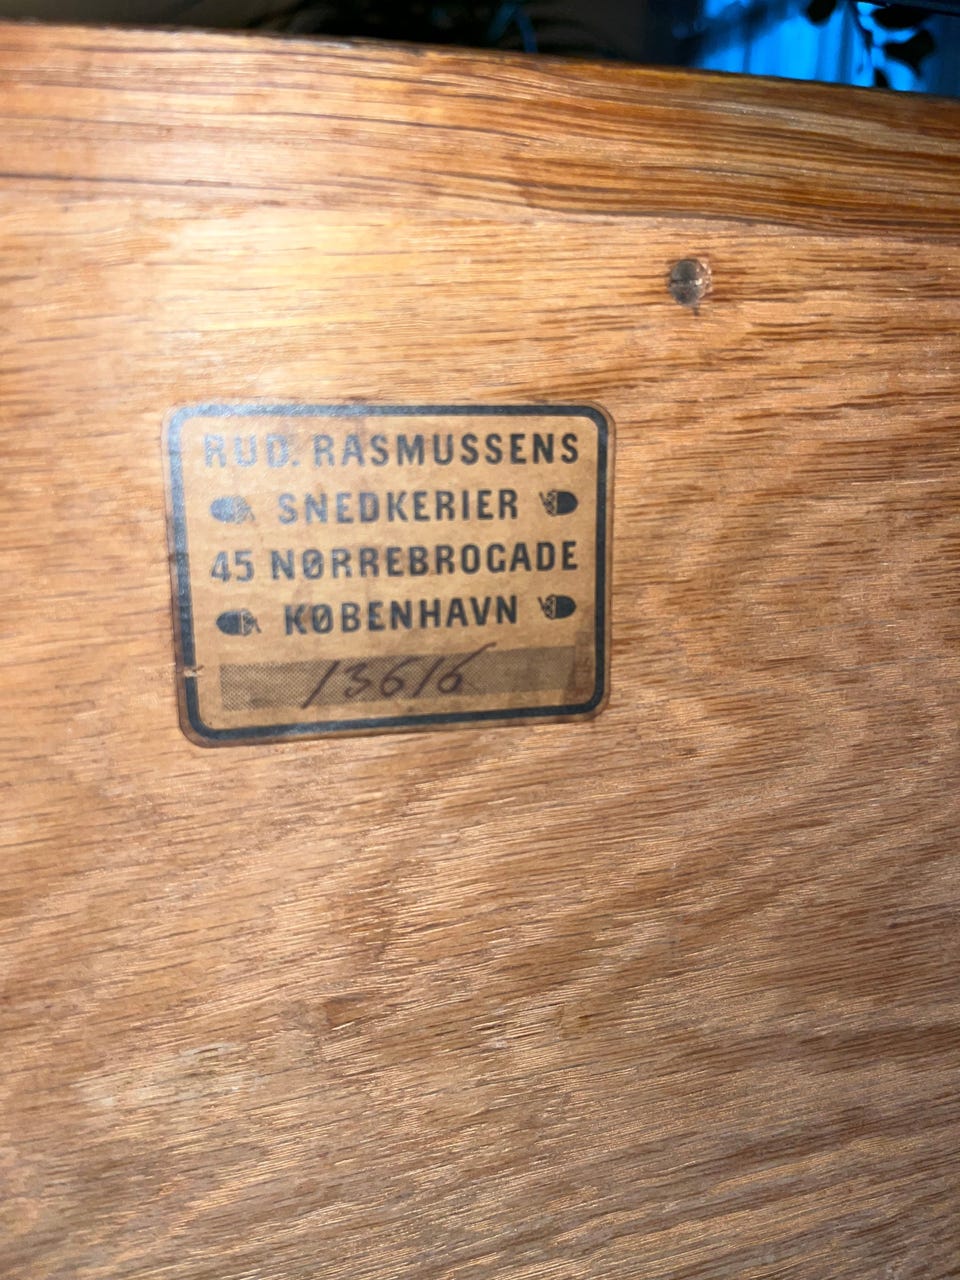 RUD. RASMUSSENS
SNEDKERIER
45 NØRREBROGADE
KØBENHAVN
13616